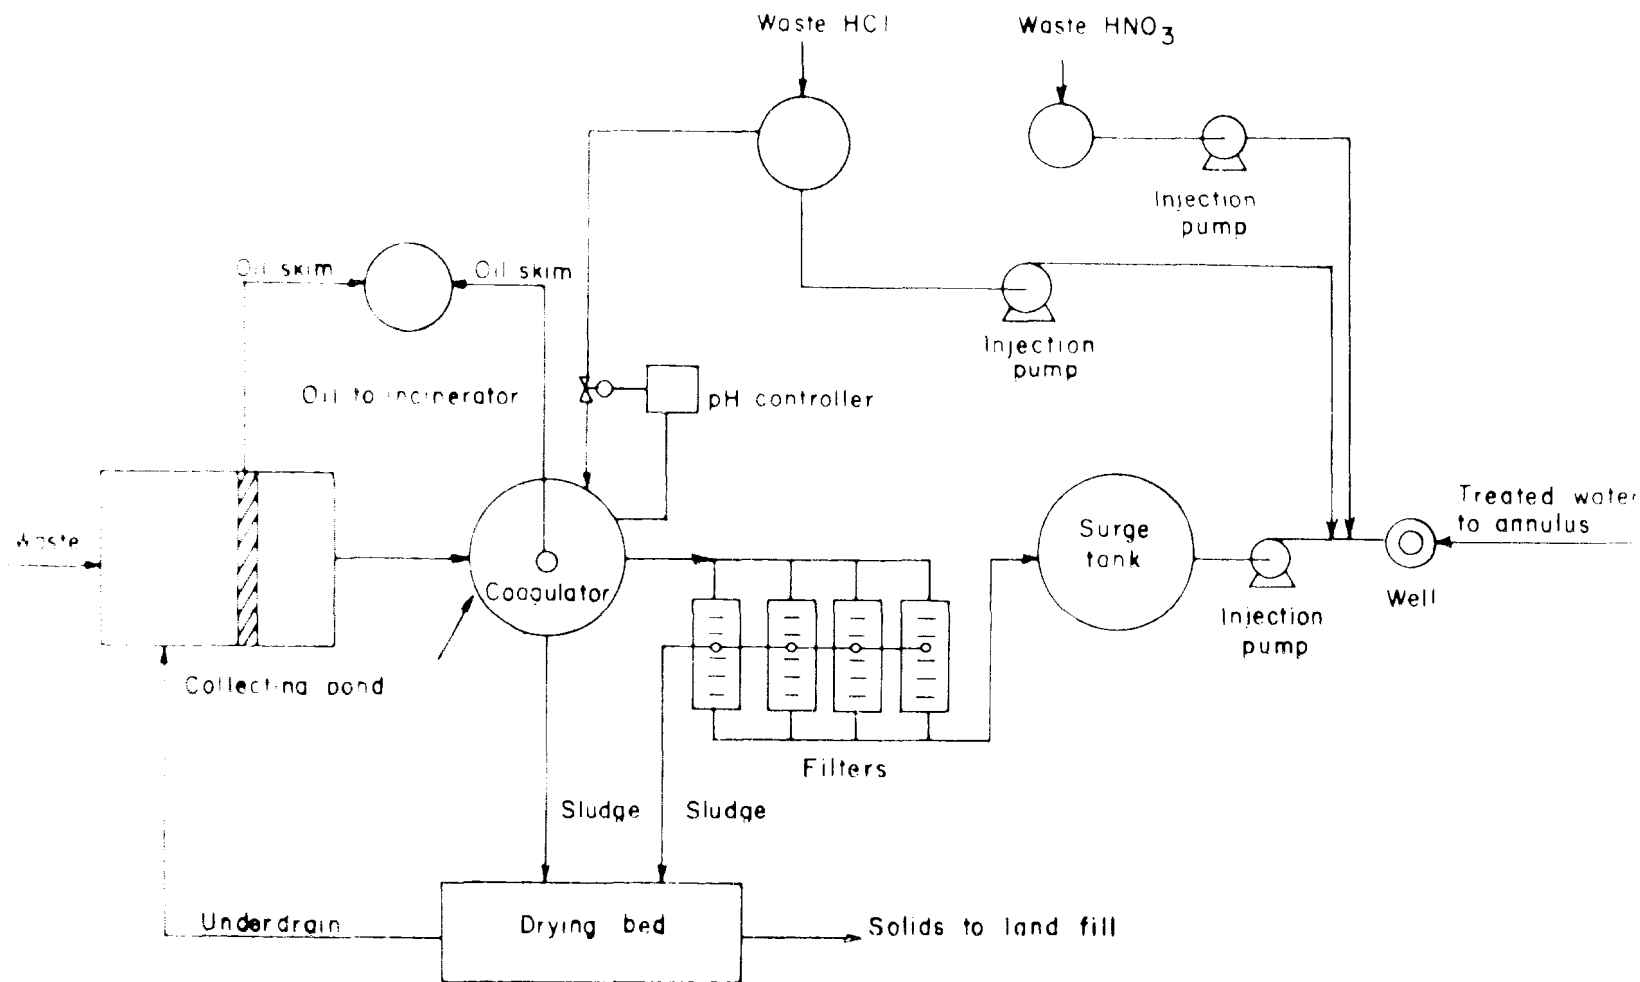 Waste HCl
Waste HNO3
Injection
pump
Oil skim
Oil skim
Injection
pump
Oil to incinerator
pH controller
Treated water
to annulus
Waste
Surge
tank
Coagulator
Well
Injection
pump
Collecting pond
Filters
Sludge
Sludge
Underdrain
Drying bed
Solids to land fill